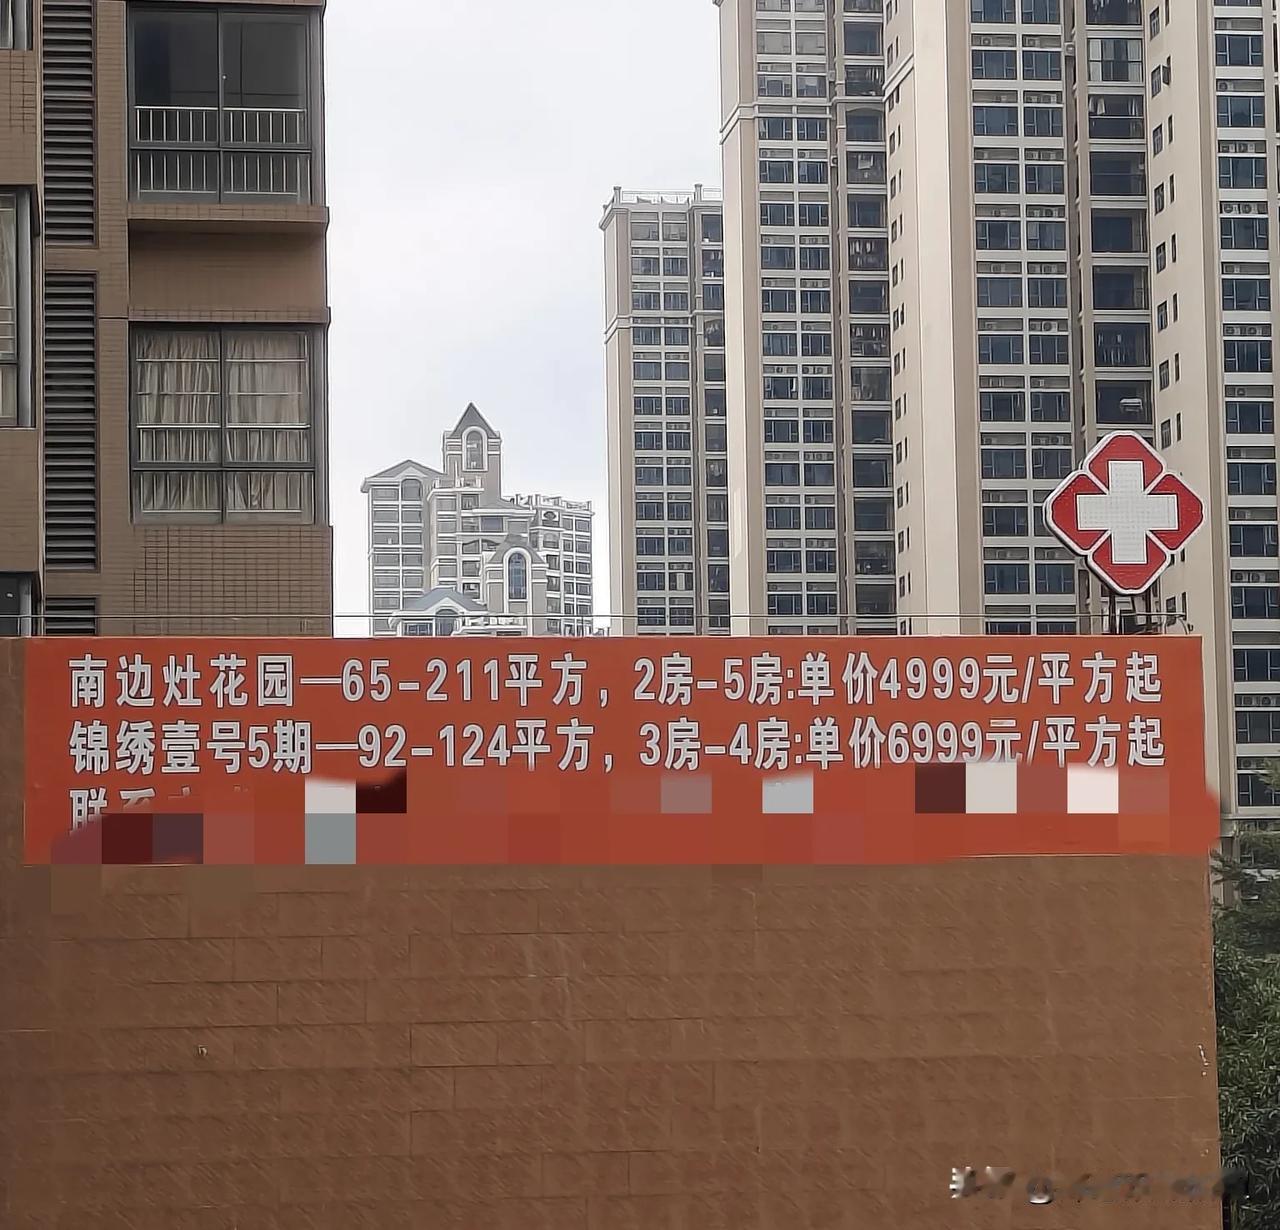 南边灶花园—65-211平方，2房-5房:单价4999元/平方起
锦绣壹号5期—92-124平方，3房-4房:单价6999元/平方起
联系